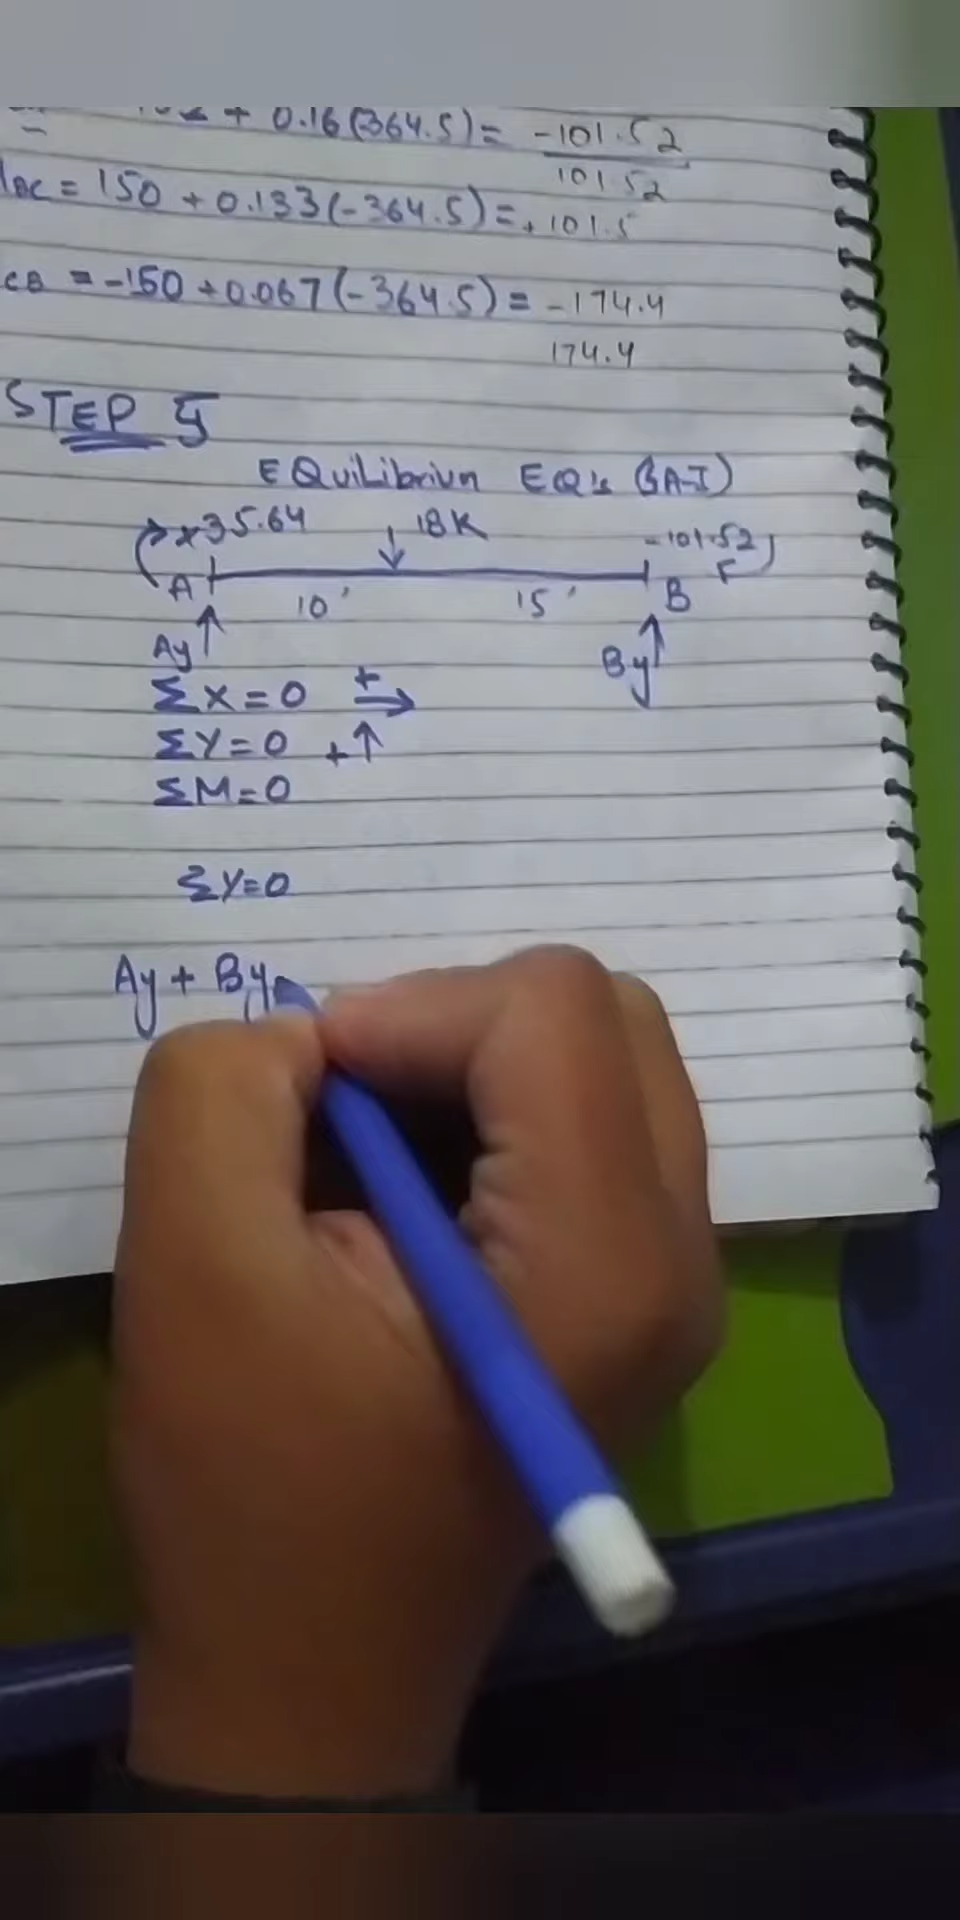 + 0.16(364.5) = -101.52
101.52
BC = 150 + 0.133(-364.5) = +101.5
CB = -150 + 0.067(-364.5) = -174.4
174.4
STEP 5
EQuiLibrium EQ's (BA-I)
35.64 18K -101.52
A 10' 15' B
Ay By
ΣX = 0 +→
ΣY = 0 +↑
ΣM = 0
ΣY = 0
Ay + By